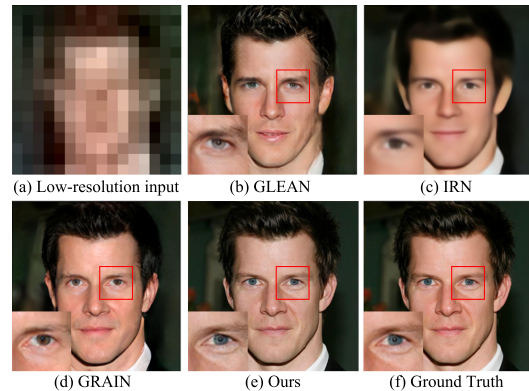 (a) Low-resolution input
(b) GLEAN
(c) IRN
(d) GRAIN
(e) Ours
(f) Ground Truth